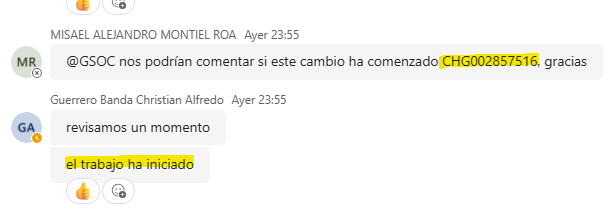 MISAEL ALEJANDRO MONTIEL ROA Ayer 23:55
MR
@GSOC nos podrían comentar si este cambio ha comenzado CHG002857516, gracias
Guerrero Banda Christian Alfredo Ayer 23:55
GA
revisamos un momento
el trabajo ha iniciado